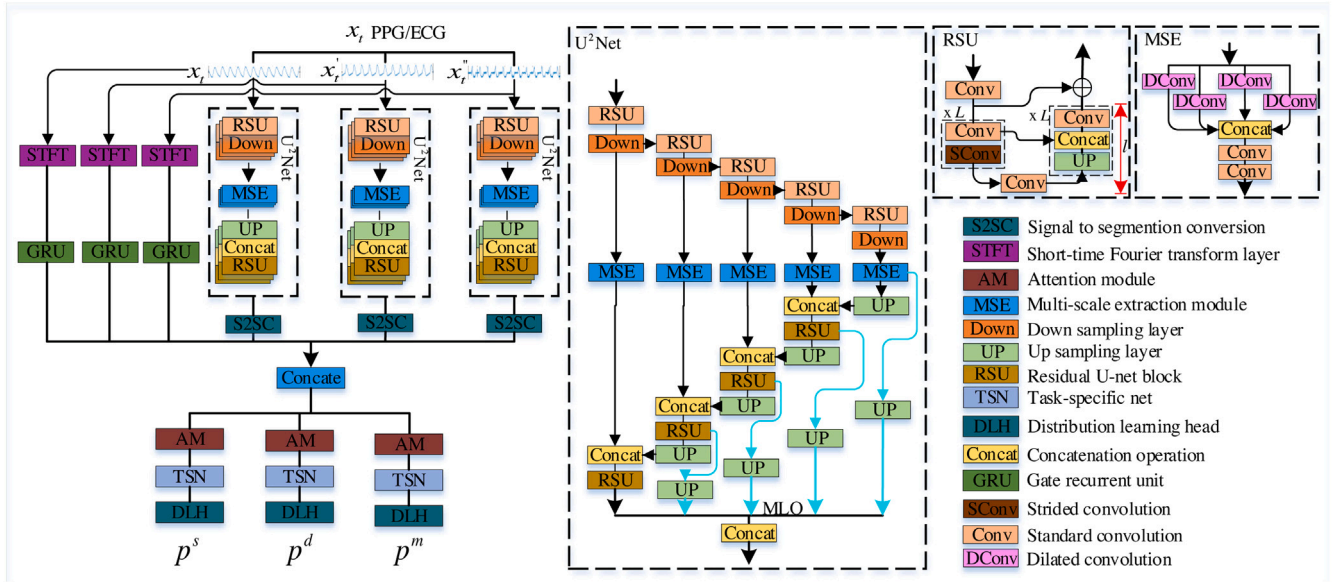 x_t PPG/ECG
x_t
x_t'
x_t"
STFT
STFT
STFT
GRU
GRU
GRU
RSU
Down
MSE
UP
Concat
RSU
U²Net
RSU
Down
MSE
UP
Concat
RSU
U²Net
RSU
Down
MSE
UP
Concat
RSU
U²Net
S2SC
S2SC
S2SC
Concate
AM
AM
AM
TSN
TSN
TSN
DLH
DLH
DLH
p^s
p^d
p^m
U²Net
RSU
Down
RSU
Down
RSU
Down
RSU
Down
RSU
Down
MSE
MSE
MSE
MSE
MSE
Concat
UP
RSU
Concat
UP
RSU
Concat
UP
UP
RSU
UP
Concat
UP
UP
RSU
UP
MLO
Concat
RSU
Conv
x L
x L
Conv
Conv
Concat
SConv
UP
Conv
l
MSE
DConv
DConv
DConv
DConv
Concat
Conv
Conv
S2SC Signal to segmention conversion
STFT Short-time Fourier transform layer
AM Attention module
MSE Multi-scale extraction module
Down Down sampling layer
UP Up sampling layer
RSU Residual U-net block
TSN Task-specific net
DLH Distribution learning head
Concat Concatenation operation
GRU Gate recurrent unit
SConv Strided convolution
Conv Standard convolution
DConv Dilated convolution